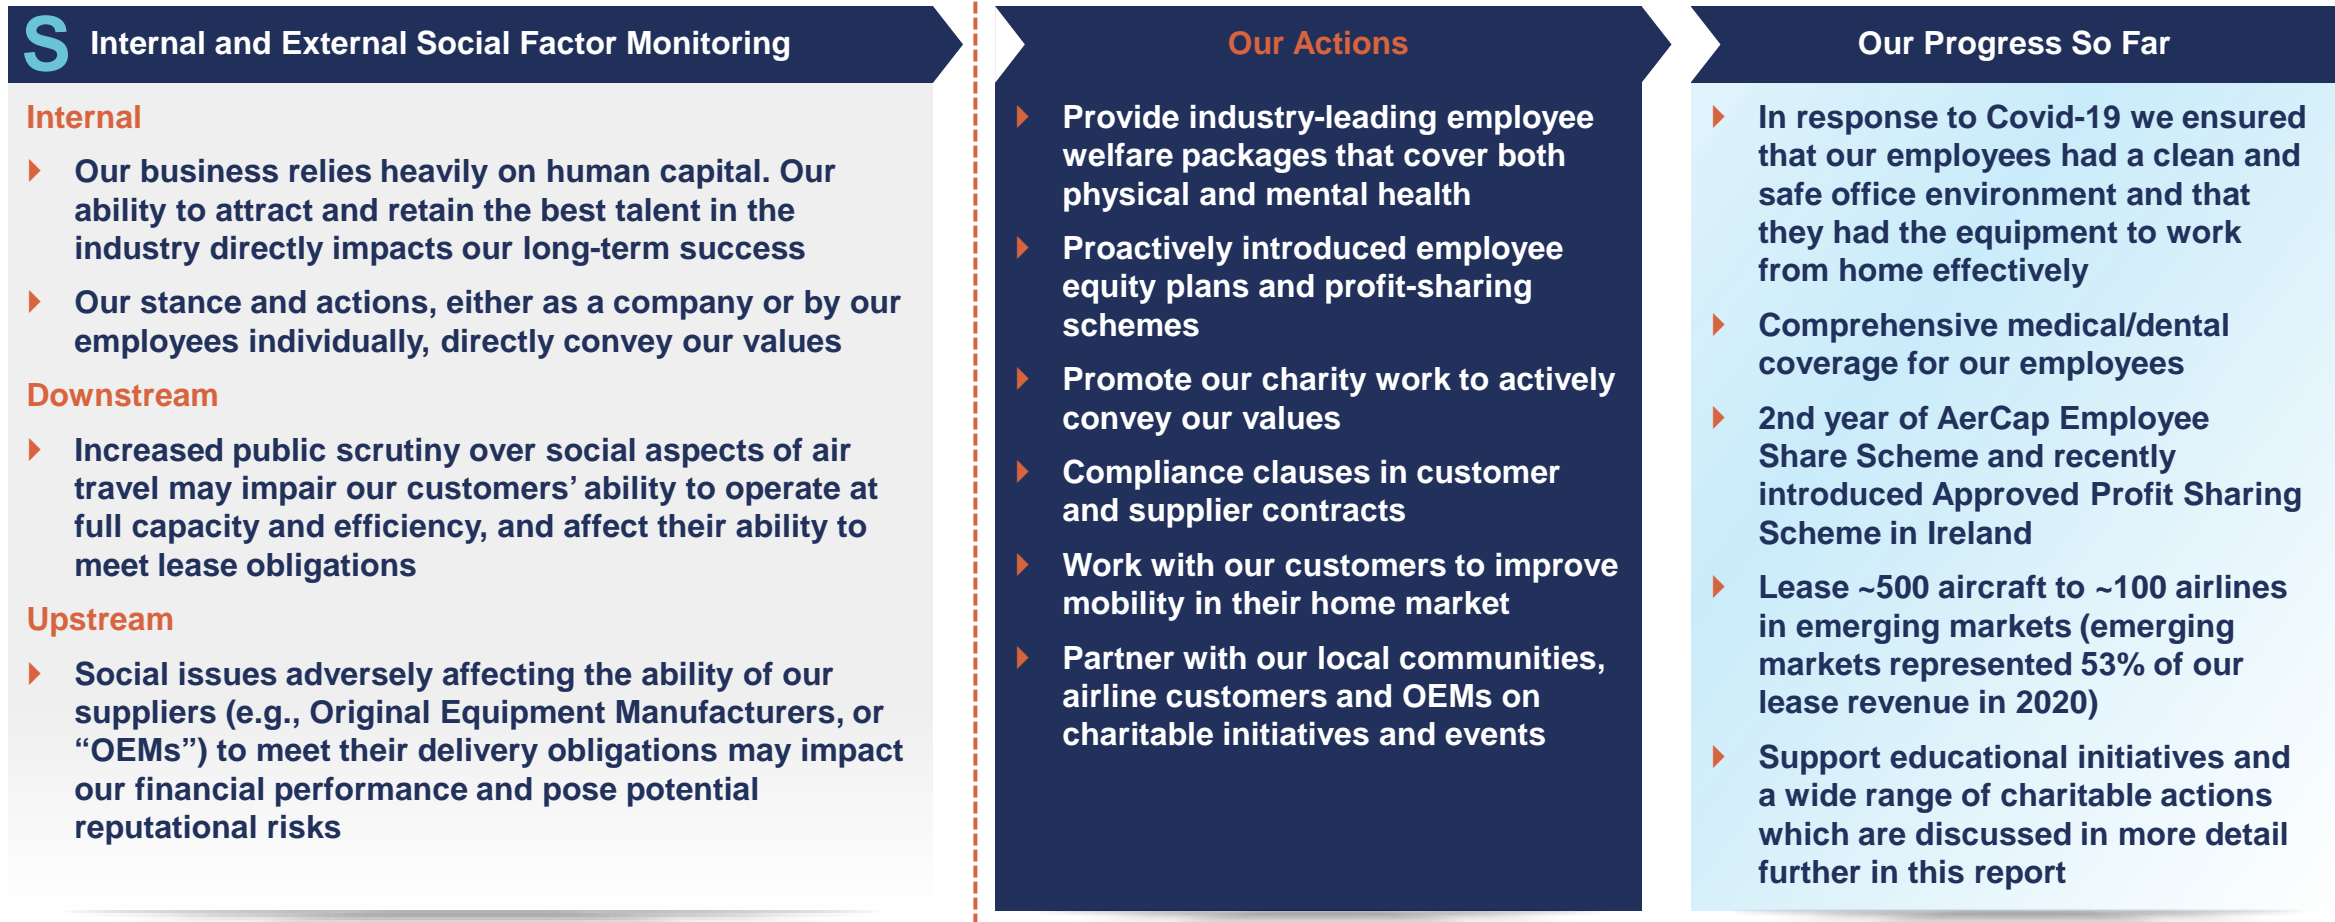 S Internal and External Social Factor Monitoring
Internal
Our business relies heavily on human capital. Our
ability to attract and retain the best talent in the
industry directly impacts our long-term success
Our stance and actions, either as a company or by our
employees individually, directly convey our values
Downstream
Increased public scrutiny over social aspects of air
travel may impair our customers’ ability to operate at
full capacity and efficiency, and affect their ability to
meet lease obligations
Upstream
Social issues adversely affecting the ability of our
suppliers (e.g., Original Equipment Manufacturers, or
“OEMs”) to meet their delivery obligations may impact
our financial performance and pose potential
reputational risks
Our Actions
Provide industry-leading employee
welfare packages that cover both
physical and mental health
Proactively introduced employee
equity plans and profit-sharing
schemes
Promote our charity work to actively
convey our values
Compliance clauses in customer
and supplier contracts
Work with our customers to improve
mobility in their home market
Partner with our local communities,
airline customers and OEMs on
charitable initiatives and events
Our Progress So Far
In response to Covid-19 we ensured
that our employees had a clean and
safe office environment and that
they had the equipment to work
from home effectively
Comprehensive medical/dental
coverage for our employees
2nd year of AerCap Employee
Share Scheme and recently
introduced Approved Profit Sharing
Scheme in Ireland
Lease ~500 aircraft to ~100 airlines
in emerging markets (emerging
markets represented 53% of our
lease revenue in 2020)
Support educational initiatives and
a wide range of charitable actions
which are discussed in more detail
further in this report